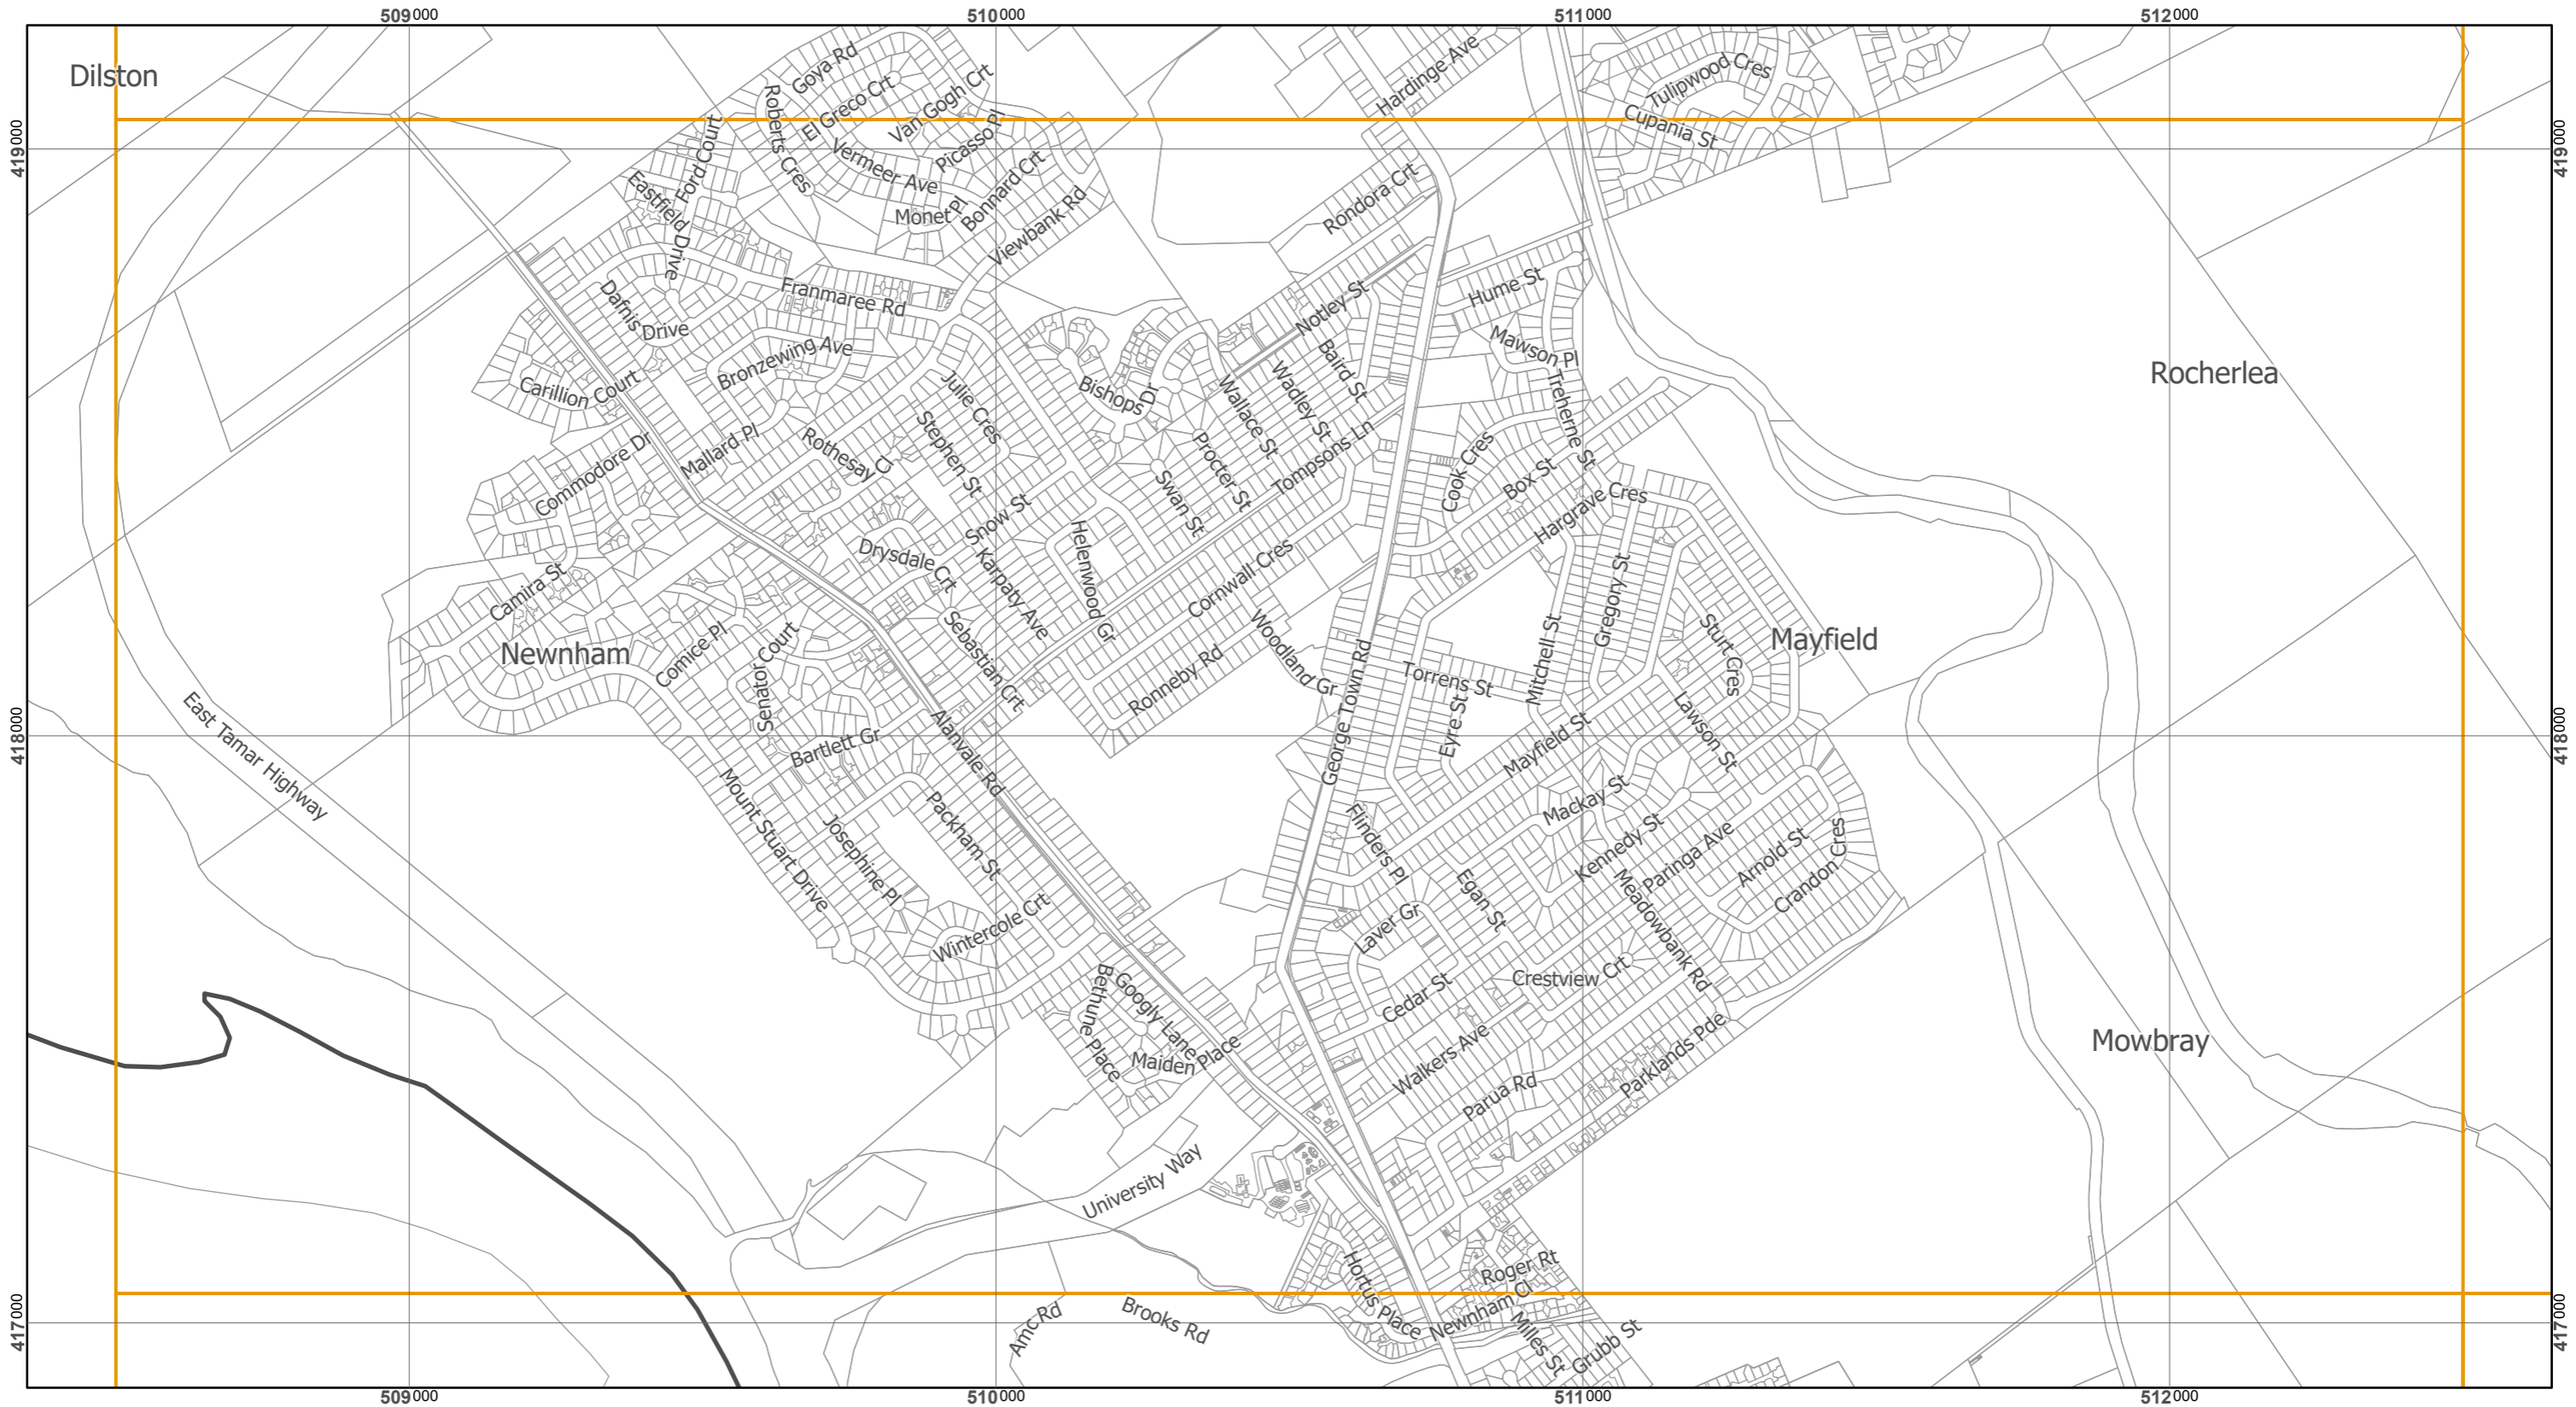 509000
510000
511000
512000
Dilston
Goya Rd
El Greco Crt
Van Gogh Crt
Hardinge Ave
Tulipwood Cres
Cupania St
419000
419000
Roberts Cres
Ford Court
Vermeer Ave
Picasso Pl
Bonnard Crt
Eastfield Drive
Monet Pl
Viewbank Rd
Rondora Crt
Franmaree Rd
Dafnis Drive
Notley St
Hume St
Mawson Pl
Bronzewing Ave
Baird St
Rocherlea
Carillion Court
Julie Cres
Bishops Dr
Wadley St
Wallace St
Treherne St
Mallard Pl
Stephen St
Procter St
Tompsons Ln
Commodore Dr
Rothesay Cl
Cook Cres
Box St
Swan St
Hargrave Cres
Snow St
Drysdale Crt
Helenwood Gr
Karpaty Ave
Cornwall Cres
Gregory St
Camira St
Newnham
Comice Pl
Senator Court
Sebastian Crt
Woodland Gr
Ronneby Rd
Torrens St
Mitchell St
Sturt Cres
Mayfield
East Tamar Highway
418000
418000
Alanvale Rd
Bartlett Gr
George Town Rd
Eyre St
Mayfield St
Lawson St
Mount Stuart Drive
Packham St
Josephine Pl
Flinders Pl
Mackay St
Kennedy St
Paringa Ave
Arnold St
Crandon Cres
Wintercole Crt
Laver Gr
Egan St
Meadowbank Rd
Crestview Crt
Cedar St
Bethune Place
Googly Lane
Maiden Place
Walkers Ave
Parklands Pde
Parua Rd
Mowbray
University Way
Hortus Place
Roger Rt
Newnham Cl
Amc Rd
Brooks Rd
Milles St
Grubb St
417000
417000
509000
510000
511000
512000